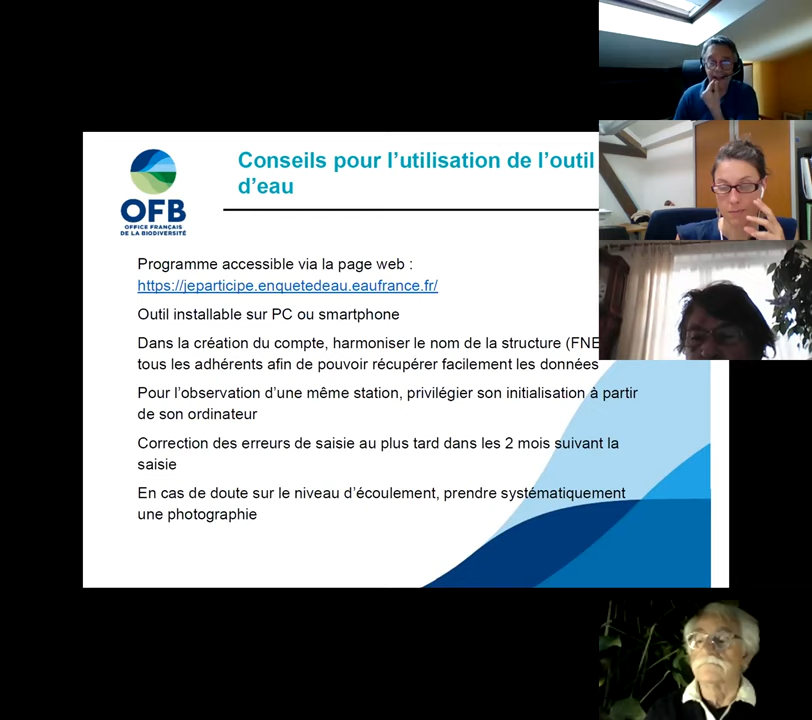 Conseils pour l'utilisation de l'outil
d'eau
OFB
OFFICE FRANÇAIS
DE LA BIODIVERSITÉ
Programme accessible via la page web :
https://jeparticipe.enquetedeau.eaufrance.fr/
Outil installable sur PC ou smartphone
Dans la création du compte, harmoniser le nom de la structure (FNE
tous les adhérents afin de pouvoir récupérer facilement les données
Pour l'observation d'une même station, privilégier son initialisation à partir
de son ordinateur
Correction des erreurs de saisie au plus tard dans les 2 mois suivant la
saisie
En cas de doute sur le niveau d'écoulement, prendre systématiquement
une photographie